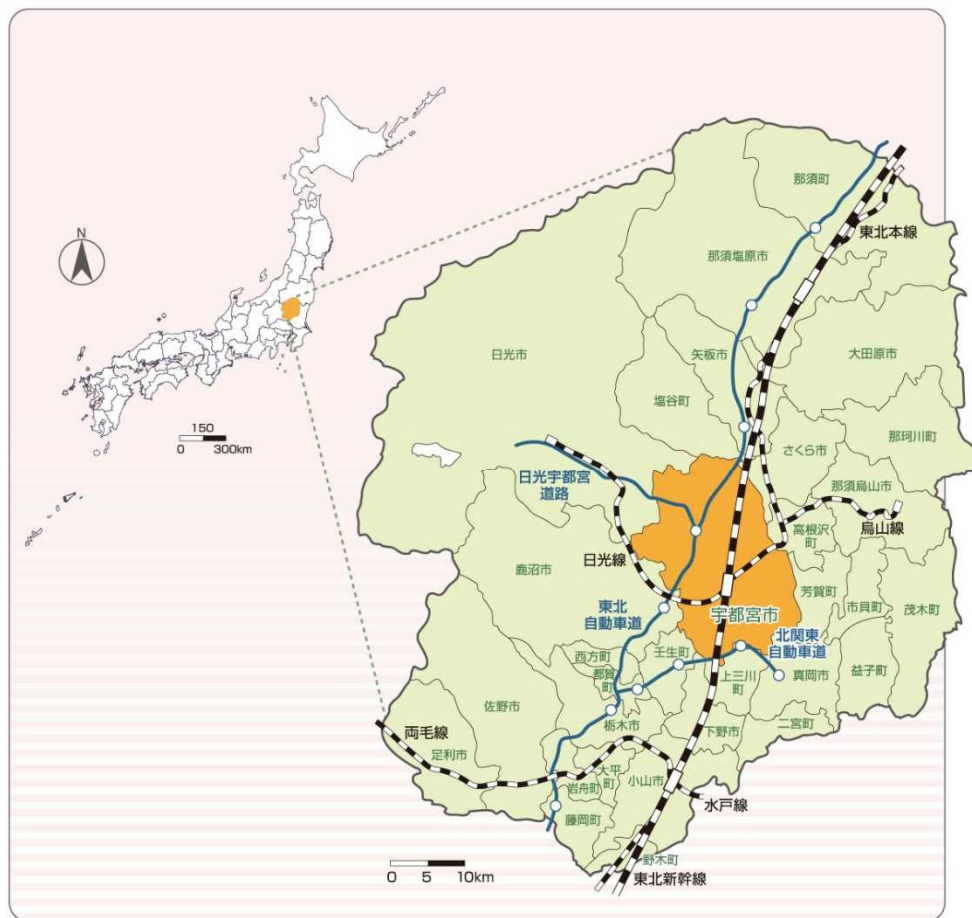 N
150
0 300km
那須町
東北本線
那須塩原市
日光市
矢板市
大田原市
塩谷町
那珂川町
さくら市
日光宇都宮
道路
那須烏山市
烏山線
高根沢
町
日光線
鹿沼市
芳賀町
東北
自動車道
宇都宮市
市貝町
茂木町
北関東
自動車道
西方町
壬生町
都賀
町
上三川
町
真岡市
益子町
佐野市
栃木市
下野市
二宮町
両毛線
足利市
大平
町
岩舟町
小山市
藤岡町
水戸線
野木町
東北新幹線
0 5 10km